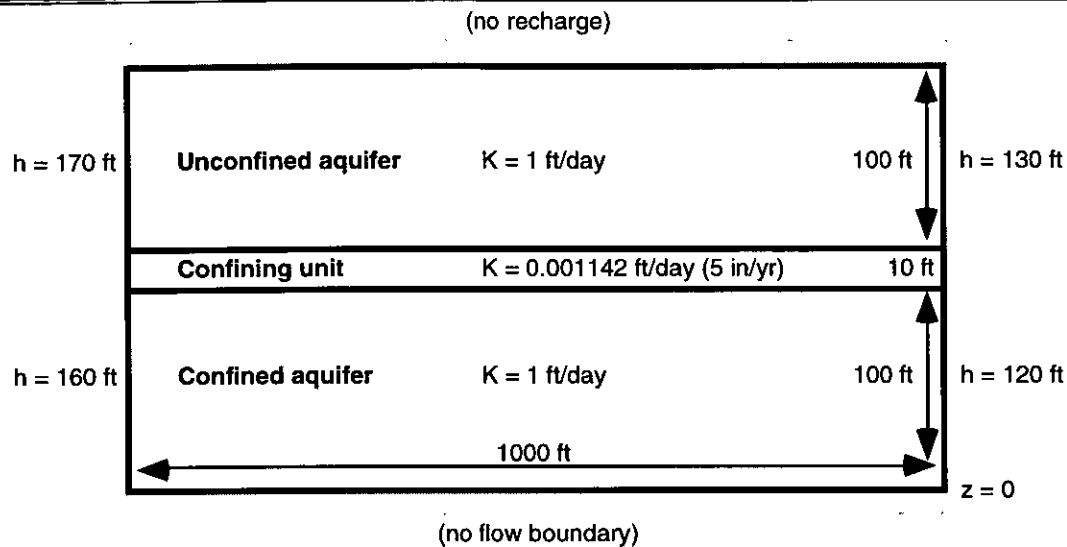 (no recharge)
h = 170 ft Unconfined aquifer K = 1 ft/day 100 ft h = 130 ft
Confining unit K = 0.001142 ft/day (5 in/yr) 10 ft
h = 160 ft Confined aquifer K = 1 ft/day 100 ft h = 120 ft
1000 ft
z = 0
(no flow boundary)